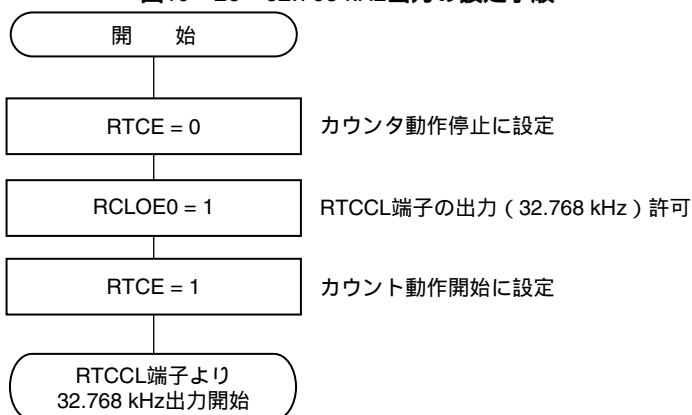 開　始
RTCE = 0
カウンタ動作停止に設定
RCLOE0 = 1
RTCCL端子の出力（32.768 kHz）許可
RTCE = 1
カウント動作開始に設定
RTCCL端子より
32.768 kHz出力開始